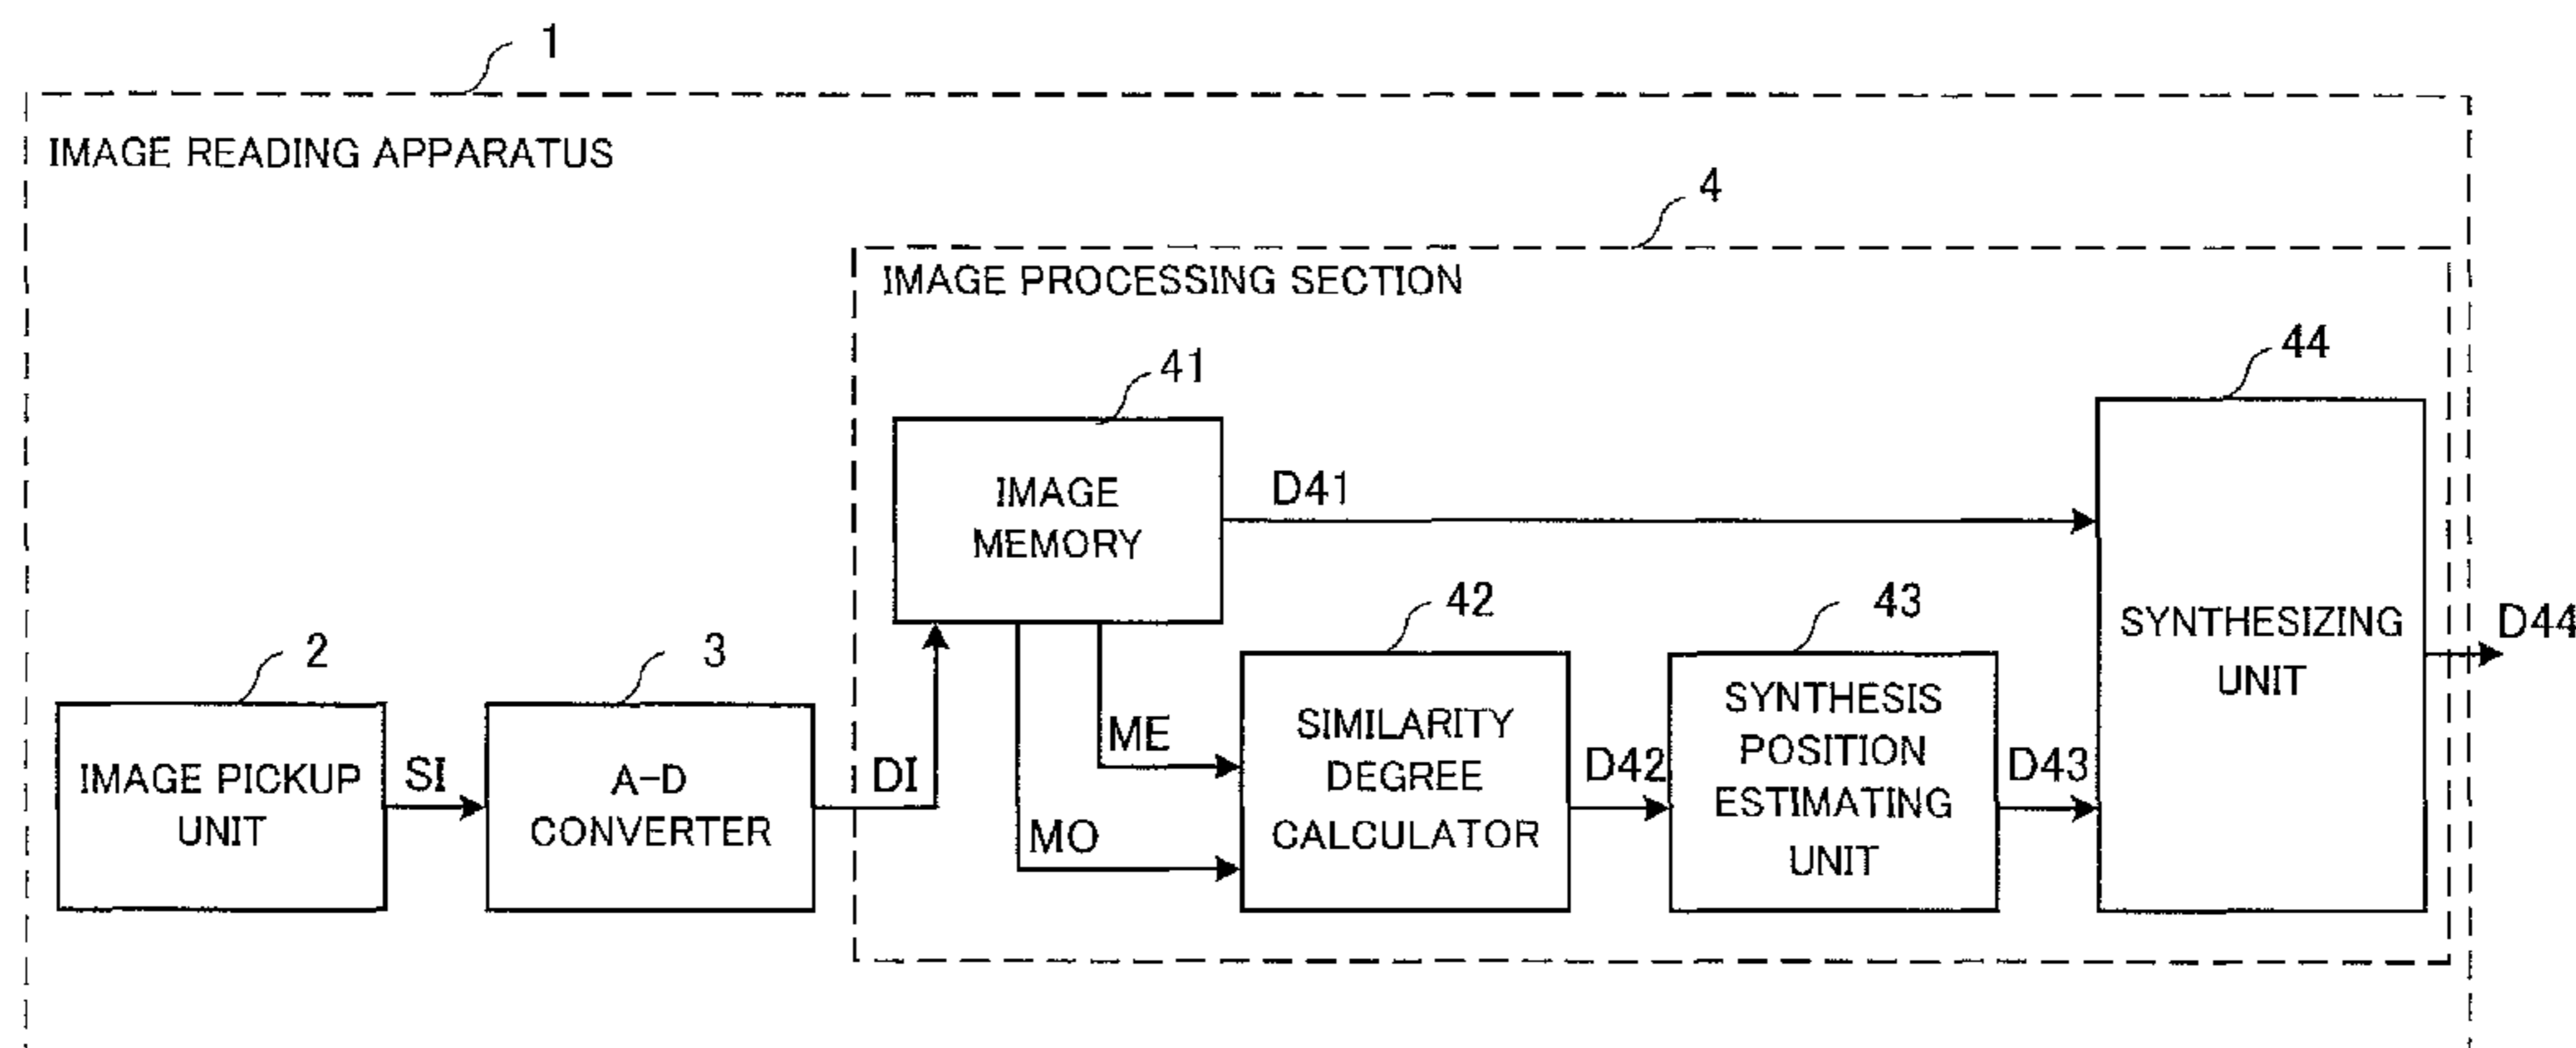 1
IMAGE READING APPARATUS
4
IMAGE PROCESSING SECTION
41
IMAGE
MEMORY
D41
44
SYNTHESIZING
UNIT
D44
2
IMAGE PICKUP
UNIT
SI
3
A-D
CONVERTER
DI
MO
ME
42
SIMILARITY
DEGREE
CALCULATOR
D42
43
SYNTHESIS
POSITION
ESTIMATING
UNIT
D43